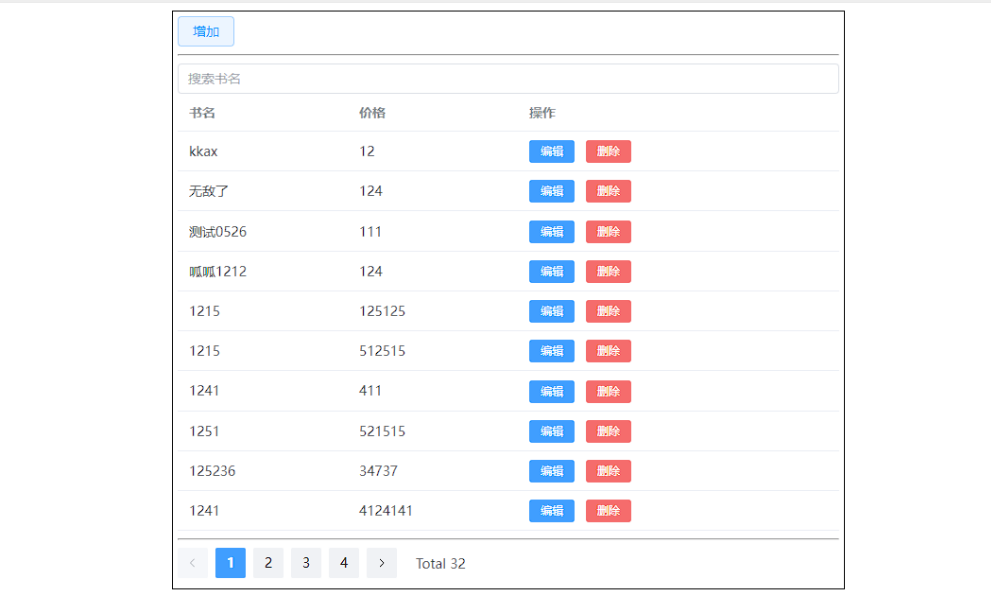 增加
搜索书名
书名 价格 操作
kkax 12 编辑 删除
无敌了 124 编辑 删除
测试0526 111 编辑 删除
呱呱1212 124 编辑 删除
1215 125125 编辑 删除
1215 512515 编辑 删除
1241 411 编辑 删除
1251 521515 编辑 删除
125236 34737 编辑 删除
1241 4124141 编辑 删除
< 1 2 3 4 > Total 32